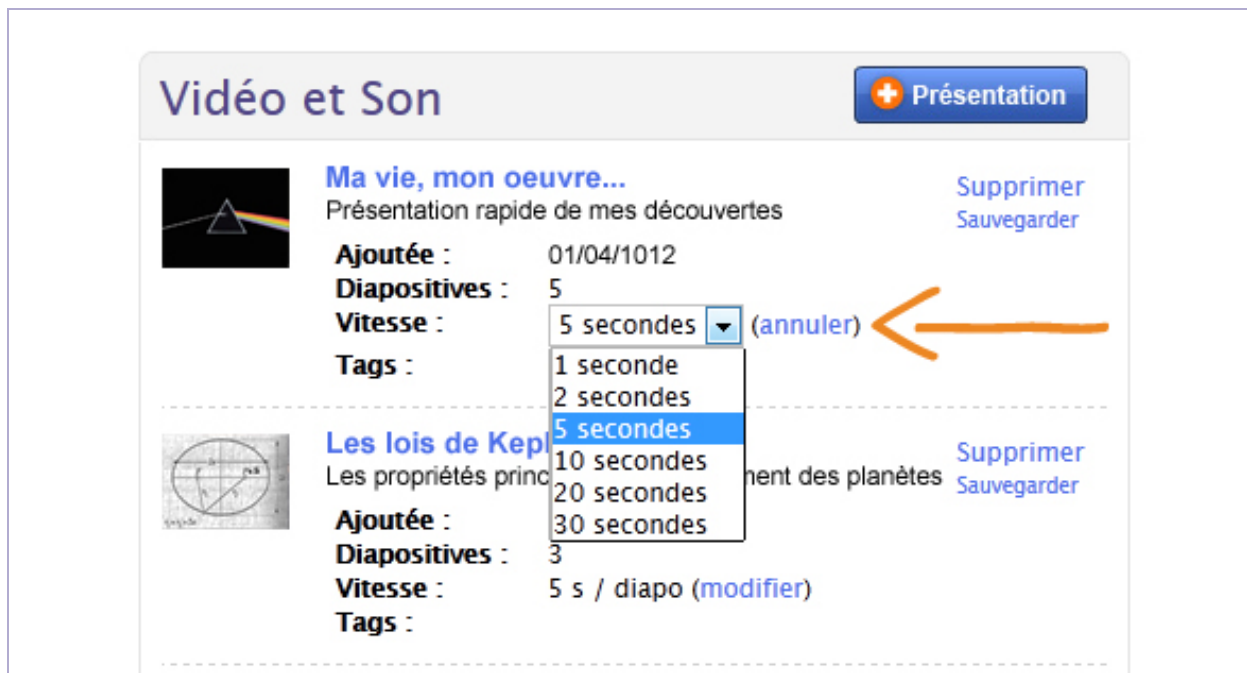 Vidéo et Son
Présentation
Ma vie, mon oeuvre...
Présentation rapide de mes découvertes
Supprimer
Sauvegarder
Ajoutée : 01/04/1012
Diapositives : 5
Vitesse : 5 secondes (annuler)
Tags :
1 seconde
2 secondes
5 secondes
10 secondes
20 secondes
30 secondes
Les lois de Kep
Les propriétés princ ment des planètes
Supprimer
Sauvegarder
Ajoutée :
Diapositives : 3
Vitesse : 5 s / diapo (modifier)
Tags :